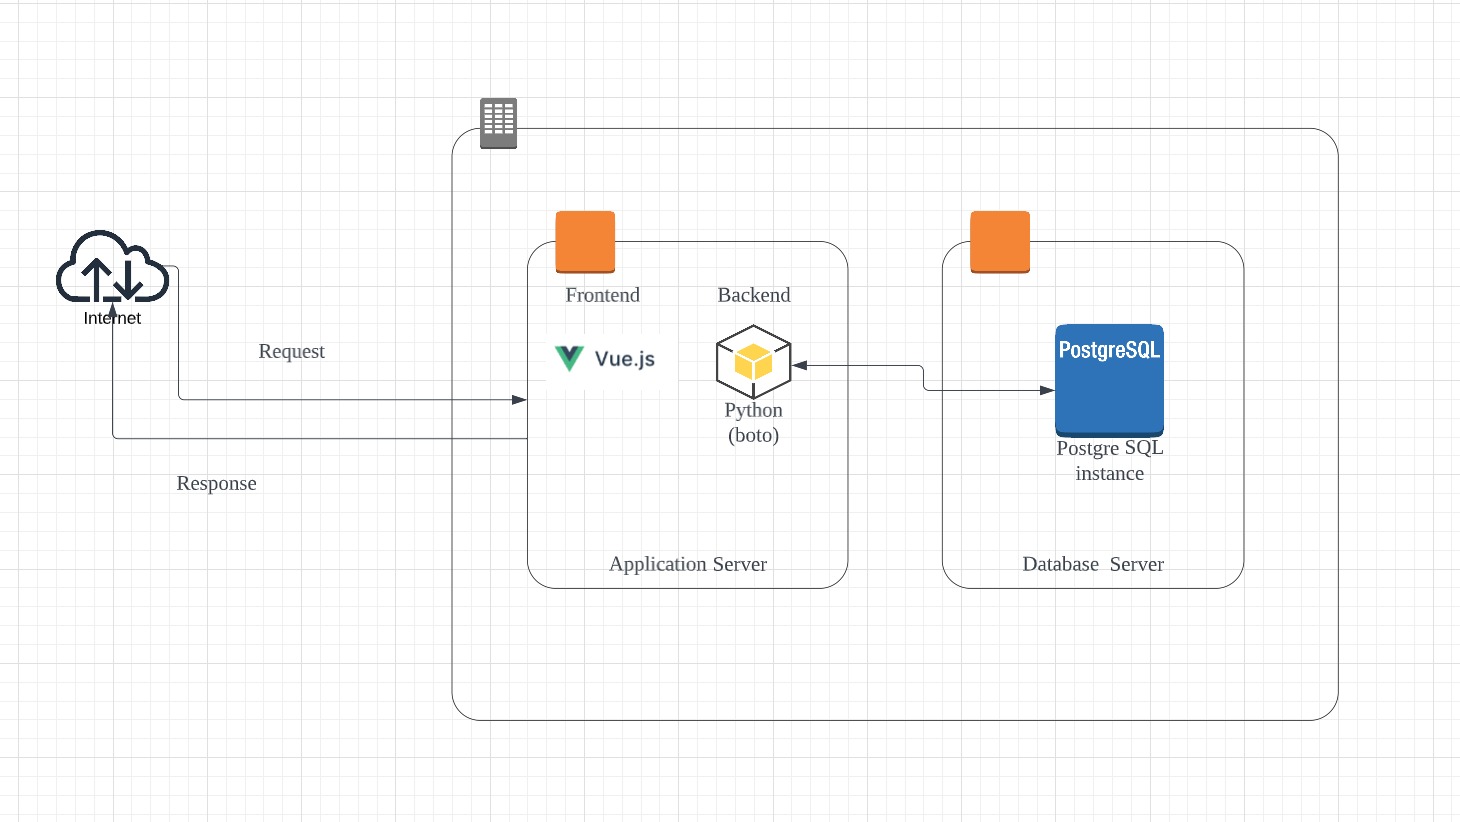 Internet
Request
Response
Frontend
Backend
Vue.js
Python
(boto)
Application Server
PostgreSQL
Postgre SQL
instance
Database Server